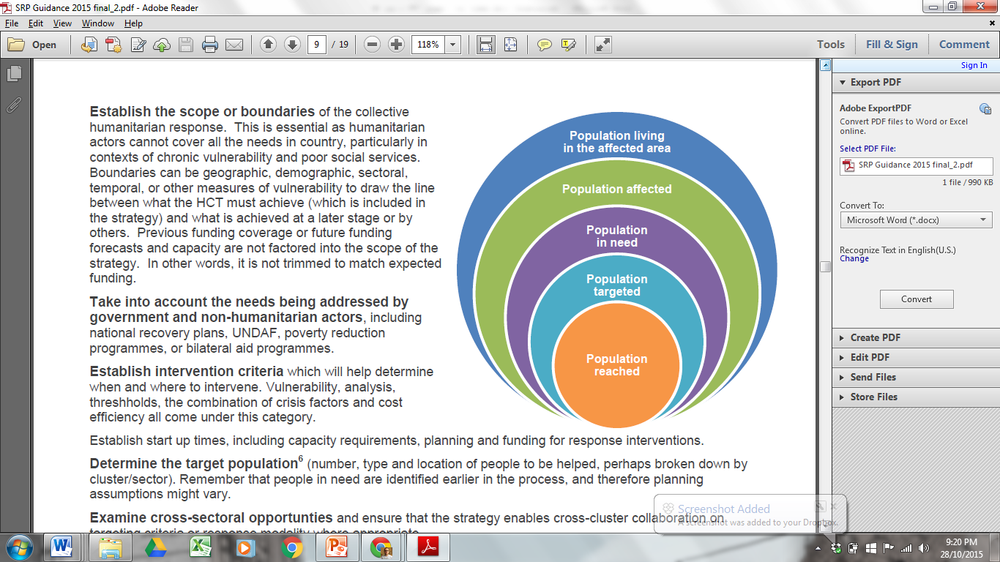 SRP Guidance 2015 final_2.pdf - Adobe Reader
File Edit View Window Help
Open
9 / 19
118%
Tools
Fill & Sign
Comment
Establish the scope or boundaries of the collective
humanitarian response. This is essential as humanitarian
actors cannot cover all the needs in country, particularly in
contexts of chronic vulnerability and poor social services.
Boundaries can be geographic, demographic, sectoral,
temporal, or other measures of vulnerability to draw the line
between what the HCT must achieve (which is included in
the strategy) and what is achieved at a later stage or by
others. Previous funding coverage or future funding
forecasts and capacity are not factored into the scope of the
strategy. In other words, it is not trimmed to match expected
funding.
Take into account the needs being addressed by
government and non-humanitarian actors, including
national recovery plans, UNDAF, poverty reduction
programmes, or bilateral aid programmes.
Establish intervention criteria which will help determine
when and where to intervene. Vulnerability, analysis,
threshholds, the combination of crisis factors and cost
efficiency all come under this category.
Establish start up times, including capacity requirements, planning and funding for response interventions.
Determine the target population6 (number, type and location of people to be helped, perhaps broken down by
cluster/sector). Remember that people in need are identified earlier in the process, and therefore planning
assumptions might vary.
Examine cross-sectoral opportunties and ensure that the strategy enables cross-cluster collaboration on
targeting criteria or response modality where appropriate.
Population living
in the affected area
Population affected
Population
in need
Population
targeted
Population
reached
Sign In
Export PDF
Adobe ExportPDF
Convert PDF files to Word or Excel
online.
Select PDF File:
SRP Guidance 2015 final_2.pdf
1 file / 990 KB
Convert To:
Microsoft Word (*.docx)
Recognize Text in English(U.S.)
Change
Convert
Create PDF
Edit PDF
Send Files
Store Files
Screenshot Added
A screenshot was added to your Dropbox.
9:20 PM
28/10/2015